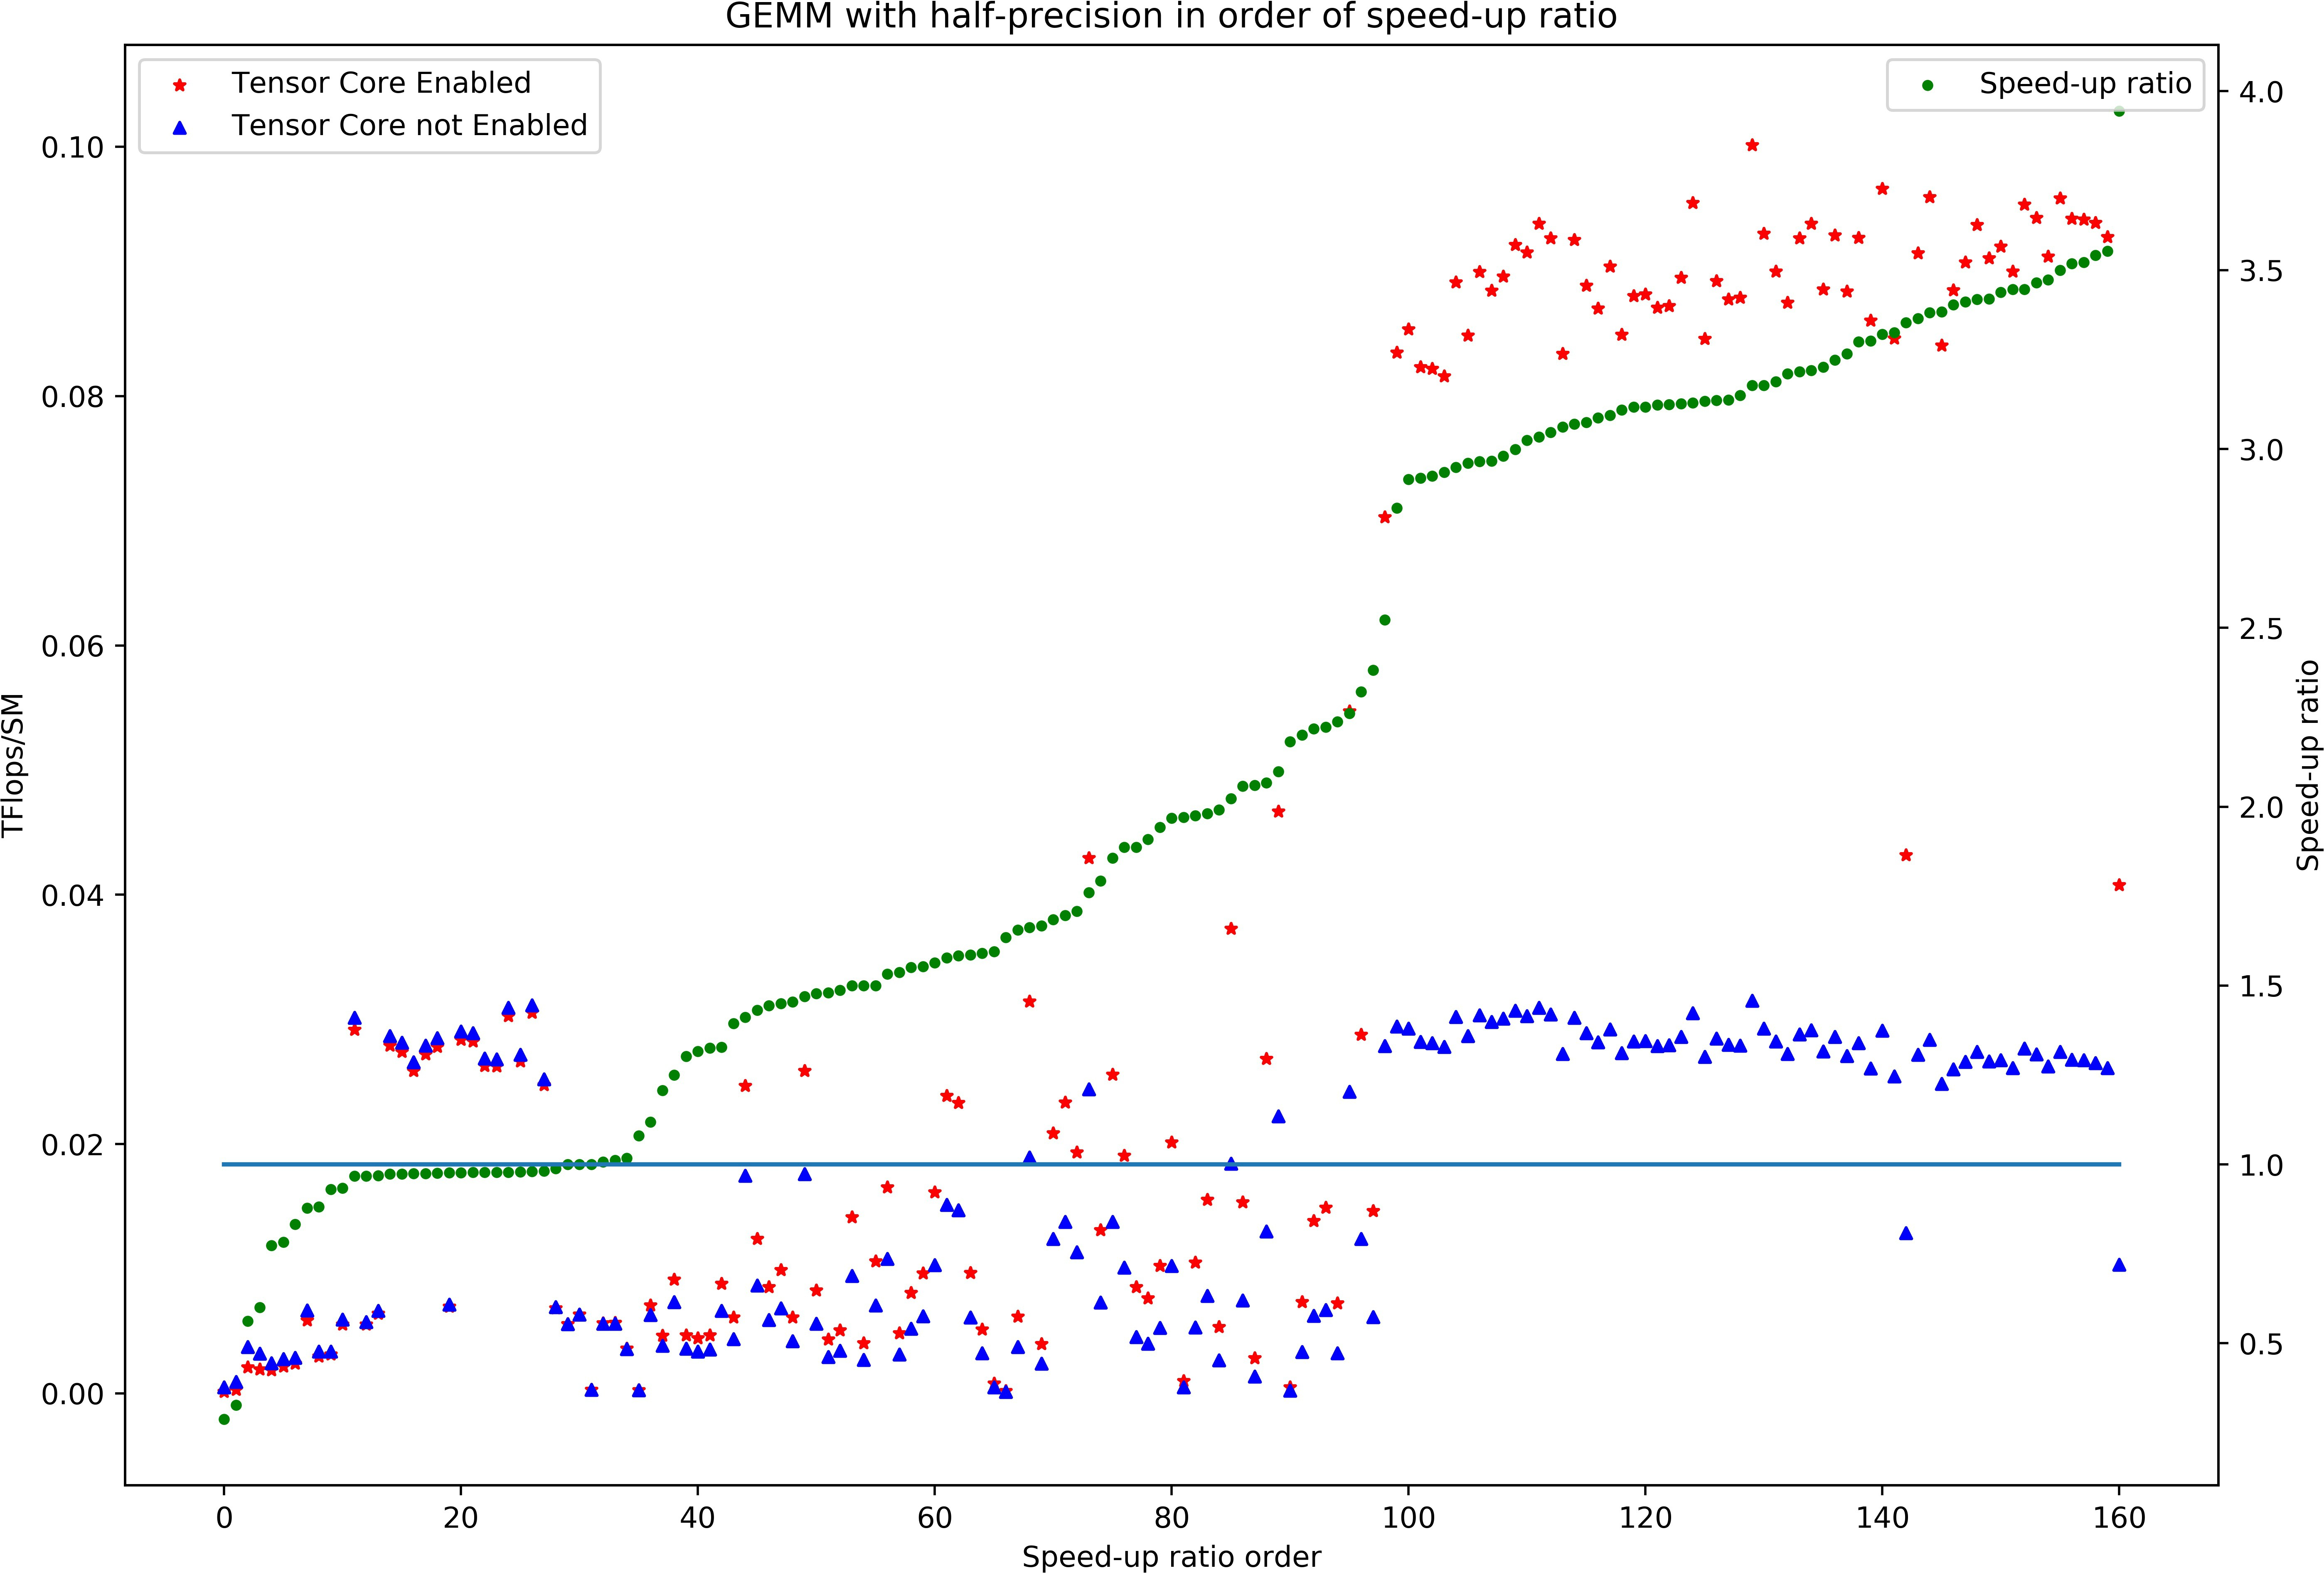 GEMM with half-precision in order of speed-up ratio
Tensor Core Enabled
Tensor Core not Enabled
Speed-up ratio
0.10
0.08
0.06
0.04
0.02
0.00
TFlops/SM
4.0
3.5
3.0
2.5
2.0
1.5
1.0
0.5
Speed-up ratio
0 20 40 60 80 100 120 140 160
Speed-up ratio order